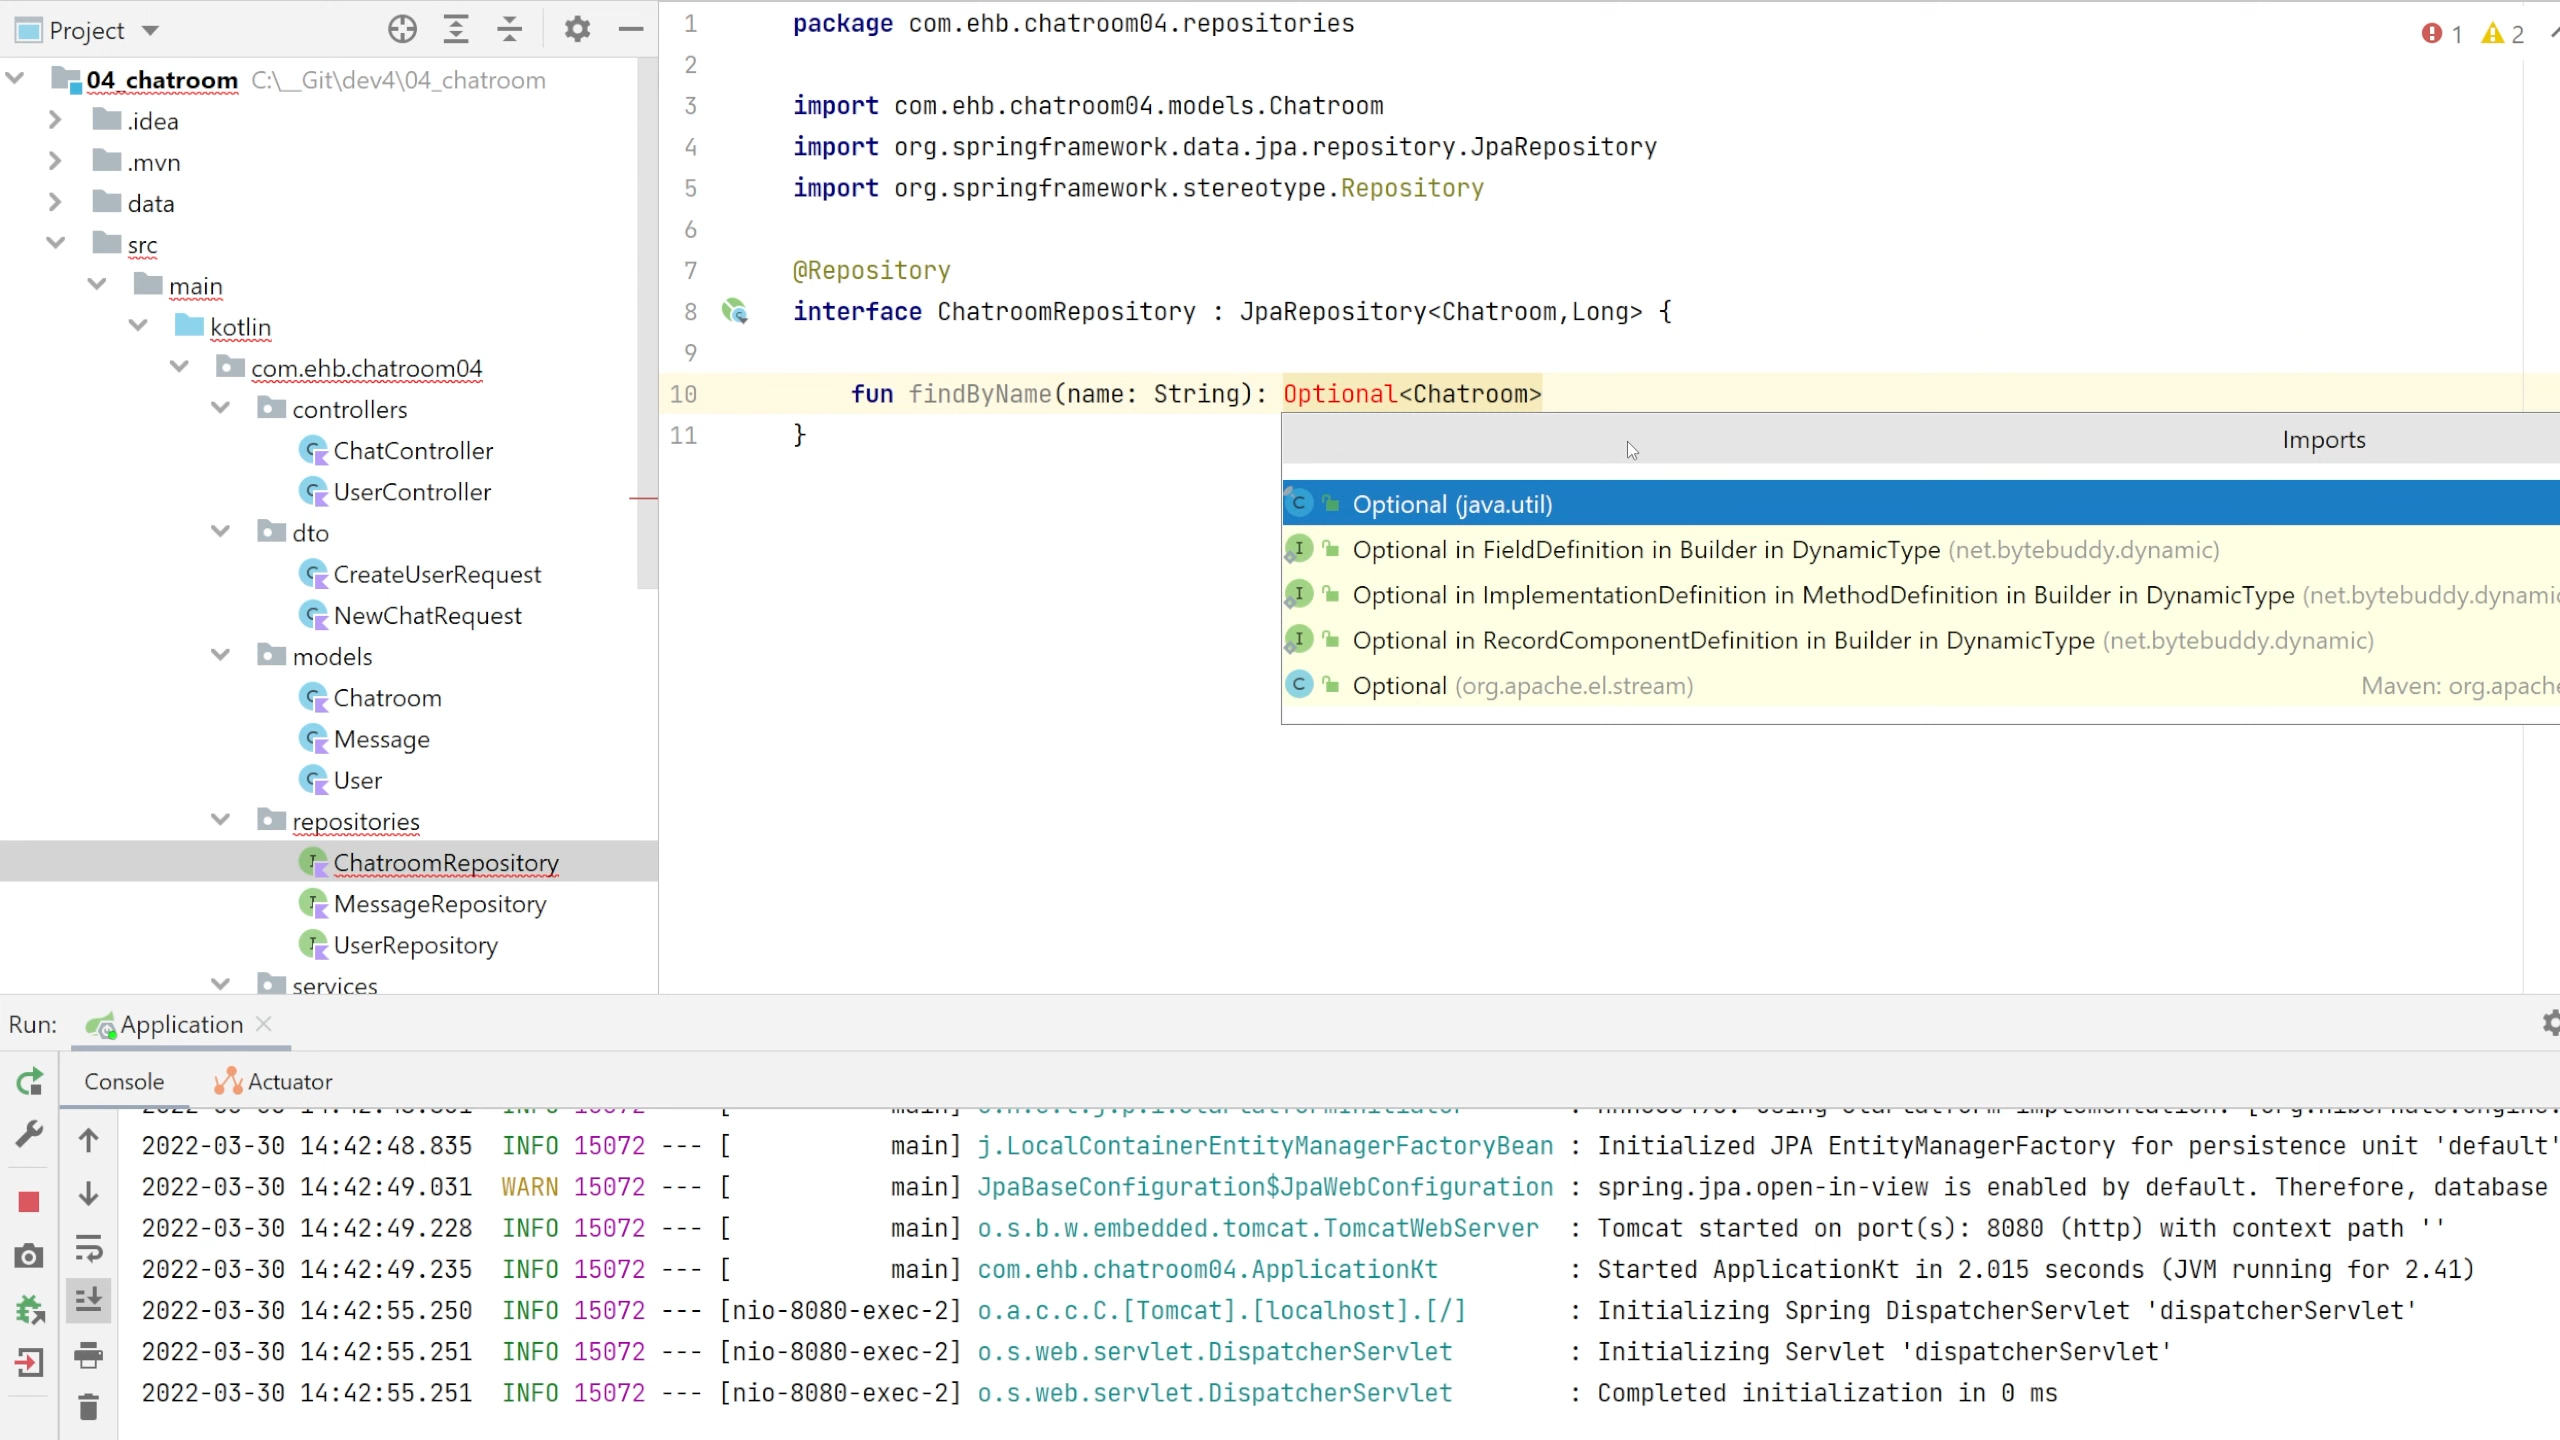 Project
04_chatroom C:\__Git\dev4\04_chatroom
.idea
.mvn
data
src
main
kotlin
com.ehb.chatroom04
controllers
ChatController
UserController
dto
CreateUserRequest
NewChatRequest
models
Chatroom
Message
User
repositories
ChatroomRepository
MessageRepository
UserRepository
services
1 package com.ehb.chatroom04.repositories
2
3 import com.ehb.chatroom04.models.Chatroom
4 import org.springframework.data.jpa.repository.JpaRepository
5 import org.springframework.stereotype.Repository
6
7 @Repository
8 interface ChatroomRepository : JpaRepository<Chatroom,Long> {
9
10 fun findByName(name: String): Optional<Chatroom>
11 }
1 2
Imports
Optional (java.util)
Optional in FieldDefinition in Builder in DynamicType (net.bytebuddy.dynamic)
Optional in ImplementationDefinition in MethodDefinition in Builder in DynamicType (net.bytebuddy.dynamic
Optional in RecordComponentDefinition in Builder in DynamicType (net.bytebuddy.dynamic)
Optional (org.apache.el.stream) Maven: org.apache
Run: Application
Console Actuator
2022-03-30 14:42:48.835 INFO 15072 --- [ main] j.LocalContainerEntityManagerFactoryBean : Initialized JPA EntityManagerFactory for persistence unit 'default'
2022-03-30 14:42:49.031 WARN 15072 --- [ main] JpaBaseConfiguration$JpaWebConfiguration : spring.jpa.open-in-view is enabled by default. Therefore, database
2022-03-30 14:42:49.228 INFO 15072 --- [ main] o.s.b.w.embedded.tomcat.TomcatWebServer : Tomcat started on port(s): 8080 (http) with context path ''
2022-03-30 14:42:49.235 INFO 15072 --- [ main] com.ehb.chatroom04.ApplicationKt : Started ApplicationKt in 2.015 seconds (JVM running for 2.41)
2022-03-30 14:42:55.250 INFO 15072 --- [nio-8080-exec-2] o.a.c.c.C.[Tomcat].[localhost].[/] : Initializing Spring DispatcherServlet 'dispatcherServlet'
2022-03-30 14:42:55.251 INFO 15072 --- [nio-8080-exec-2] o.s.web.servlet.DispatcherServlet : Initializing Servlet 'dispatcherServlet'
2022-03-30 14:42:55.251 INFO 15072 --- [nio-8080-exec-2] o.s.web.servlet.DispatcherServlet : Completed initialization in 0 ms